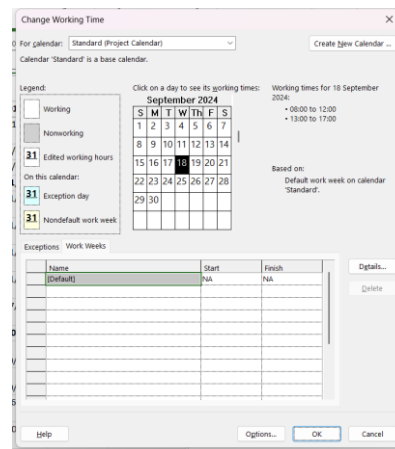 Change Working Time
For calendar: Standard (Project Calendar)
Create New Calendar ...
Calendar 'Standard' is a base calendar.
Legend:
Working
Nonworking
31 Edited working hours
On this calendar:
31 Exception day
31 Nondefault work week
Click on a day to see its working times:
September 2024
S M T W Th F S
1 2 3 4 5 6 7
8 9 10 11 12 13 14
15 16 17 18 19 20 21
22 23 24 25 26 27 28
29 30
Working times for 18 September
2024:
• 08:00 to 12:00
• 13:00 to 17:00
Based on:
Default work week on calendar
'Standard'.
Exceptions Work Weeks
Name Start Finish
[Default] NA NA
Details...
Delete
Help
Options...
OK
Cancel